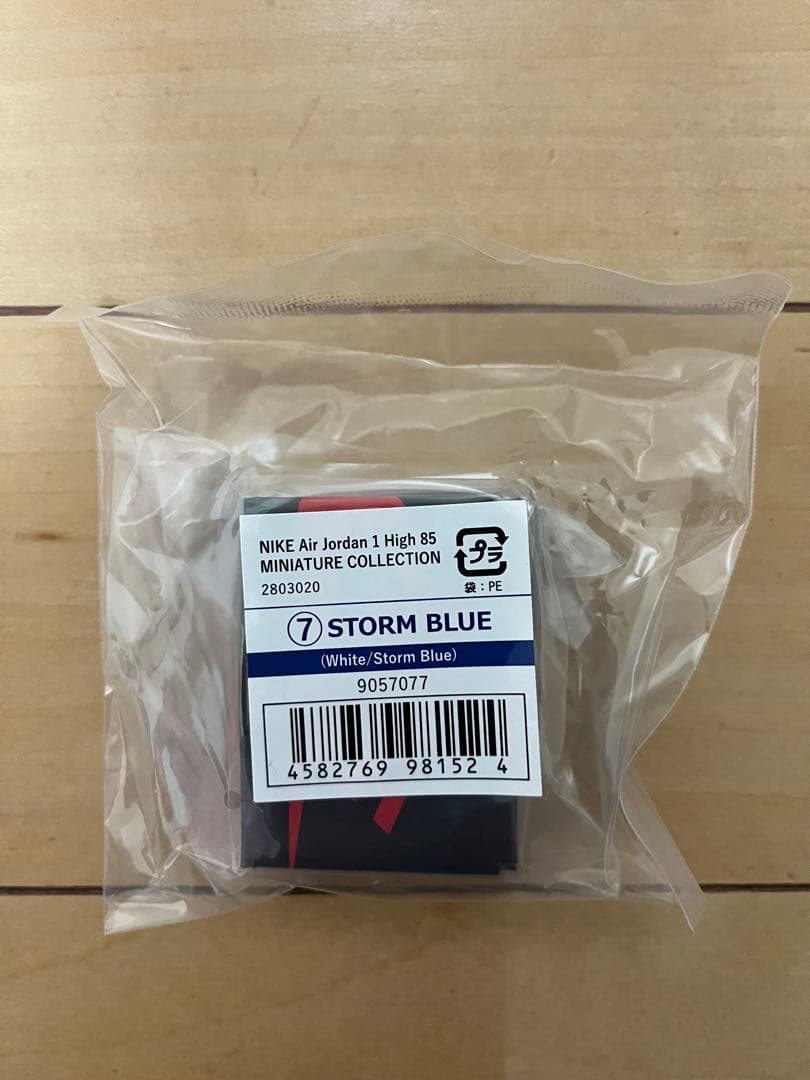 NIKE Air Jordan 1 High 85
MINIATURE COLLECTION
2803020
プラ
袋：PE
⑦ STORM BLUE
(White/Storm Blue)
9057077
4582769 98152 4